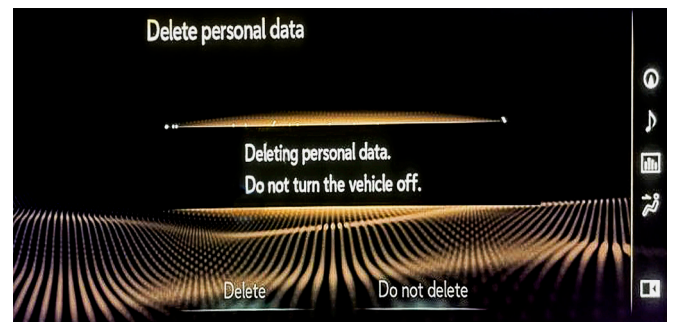 Delete personal data
Deleting personal data.
Do not turn the vehicle off.
Delete
Do not delete